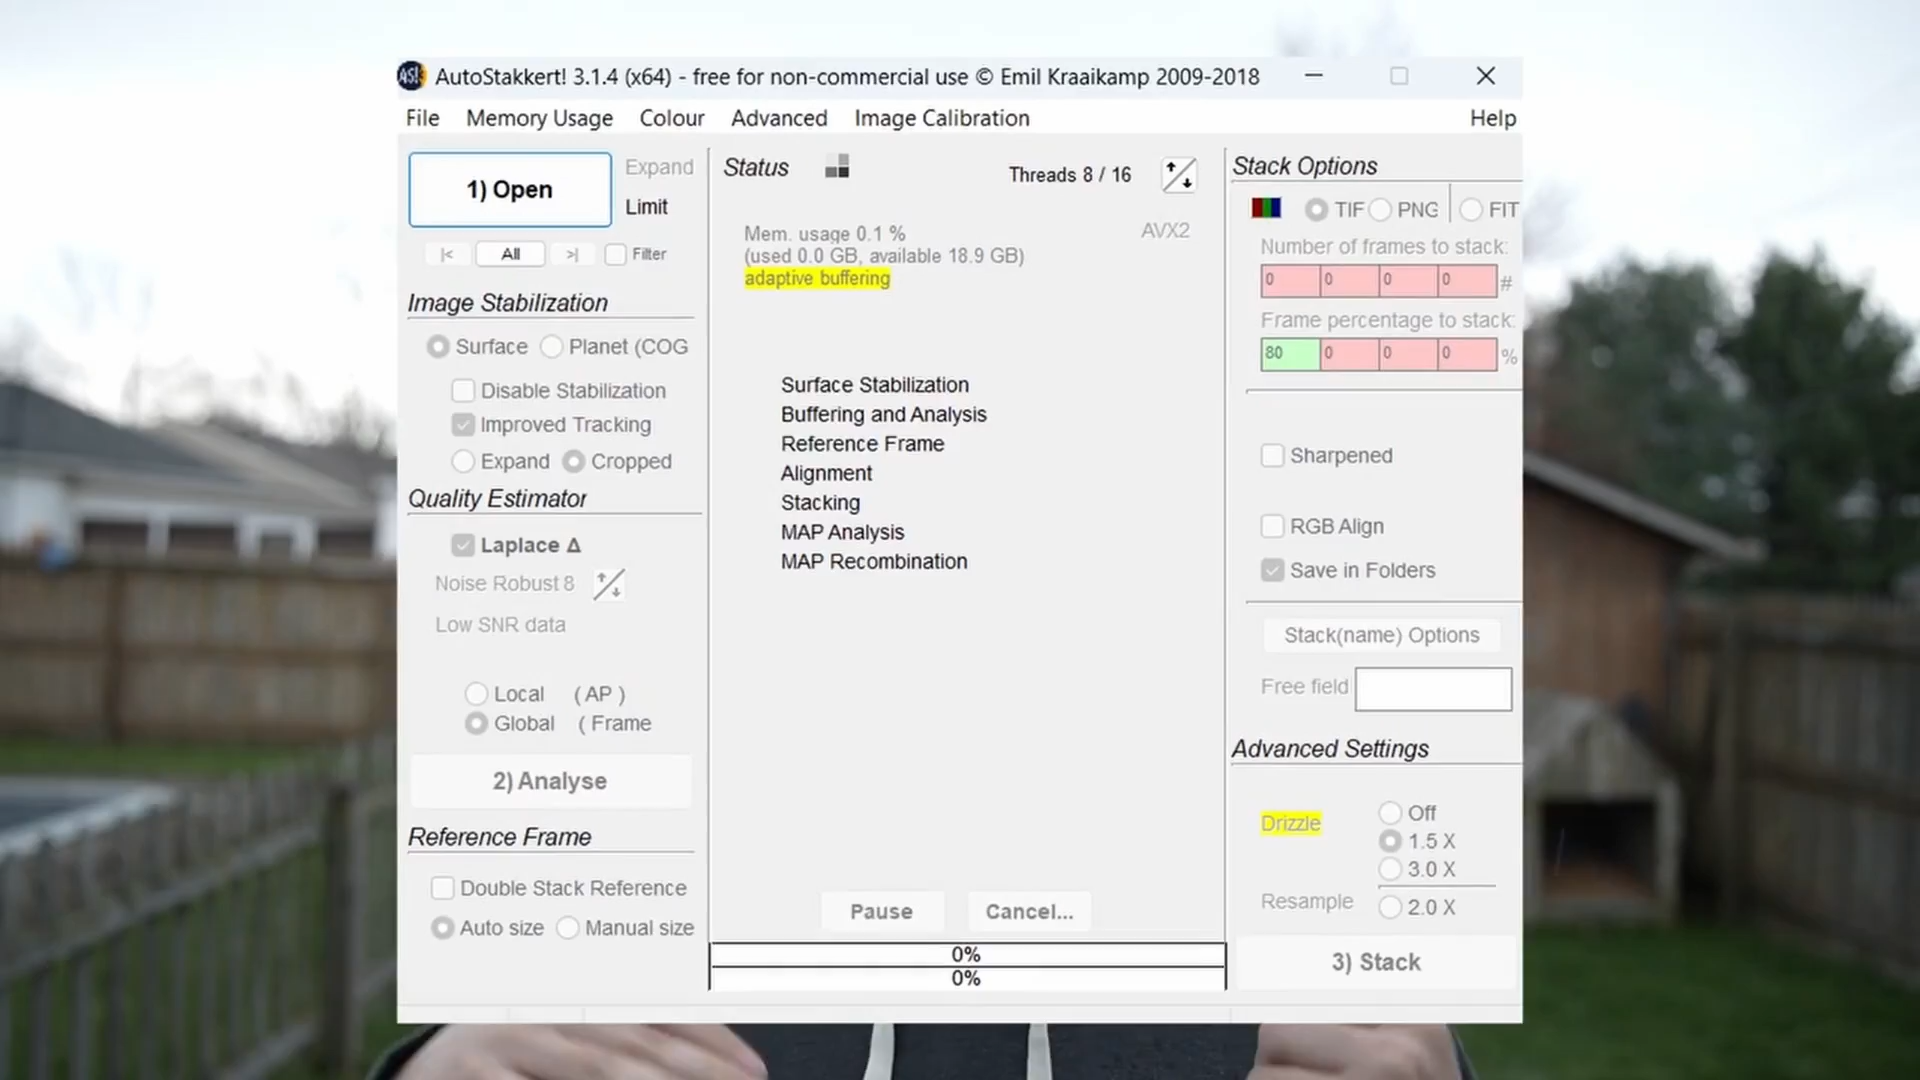 AS!
AutoStakkert! 3.1.4 (x64) - free for non-commercial use © Emil Kraaikamp 2009-2018
File Memory Usage Colour Advanced Image Calibration Help
1) Open
Expand
Limit
|< All >| Filter
Image Stabilization
Surface Planet (COG
Disable Stabilization
Improved Tracking
Expand Cropped
Quality Estimator
Laplace Δ
Noise Robust 8
Low SNR data
Local ( AP )
Global ( Frame
2) Analyse
Reference Frame
Double Stack Reference
Auto size Manual size
Status
Threads 8 / 16
Mem. usage 0.1 %
AVX2
(used 0.0 GB, available 18.9 GB)
adaptive buffering
Surface Stabilization
Buffering and Analysis
Reference Frame
Alignment
Stacking
MAP Analysis
MAP Recombination
Pause Cancel...
0%
0%
Stack Options
TIF PNG FIT
Number of frames to stack:
0 0 0 0 #
Frame percentage to stack:
80 0 0 0 %
Sharpened
RGB Align
Save in Folders
Stack(name) Options
Free field
Advanced Settings
Drizzle
Off
1.5 X
3.0 X
Resample
2.0 X
3) Stack